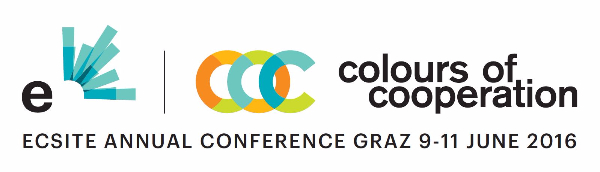 e
colours of
cooperation
ECSITE ANNUAL CONFERENCE GRAZ 9-11 JUNE 2016